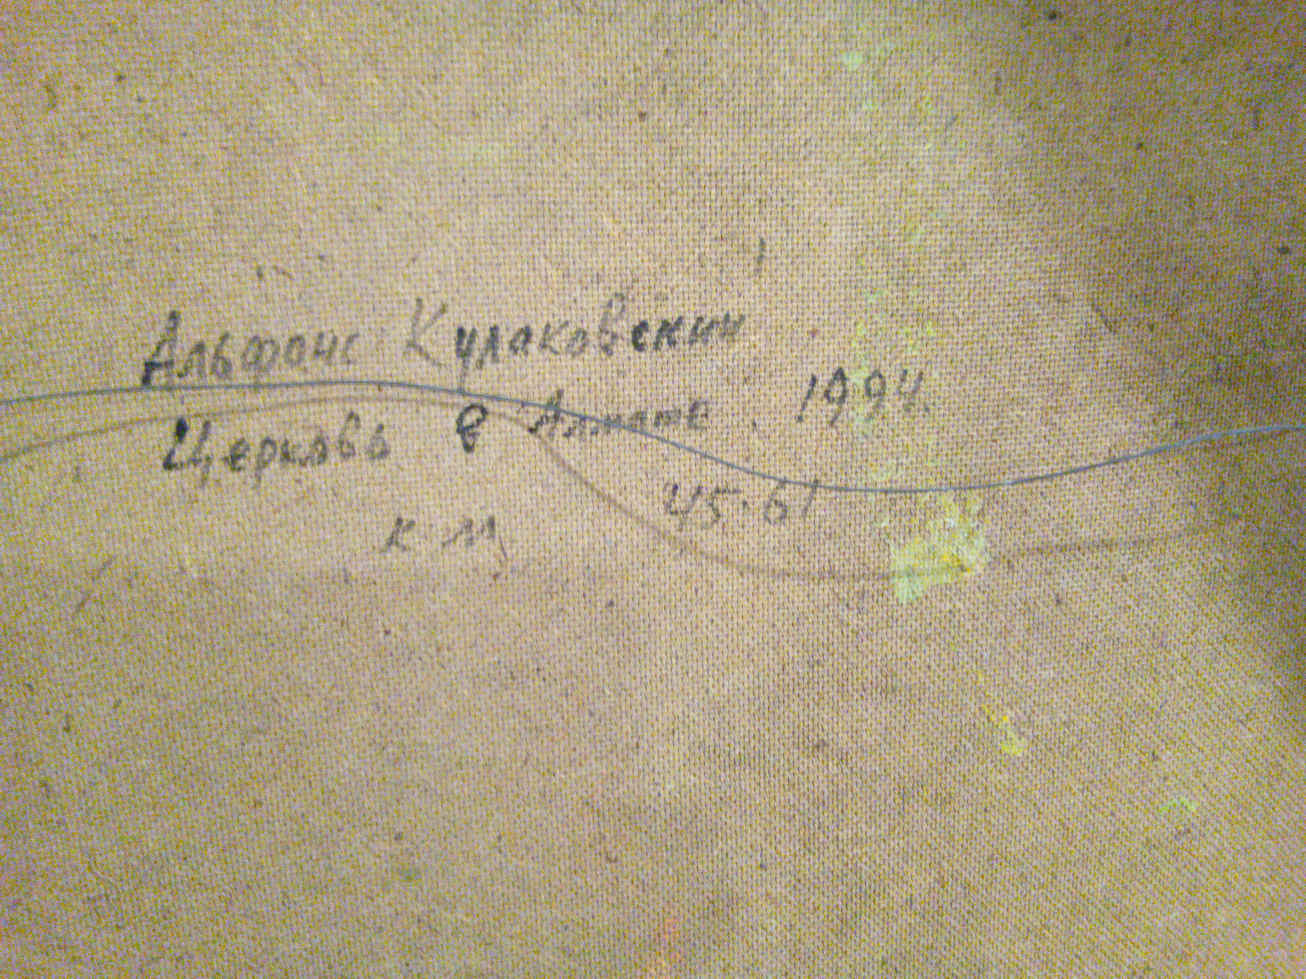 Альфонс Кулаковский
Церковь в Алмате. 1994
45·61
к. м,